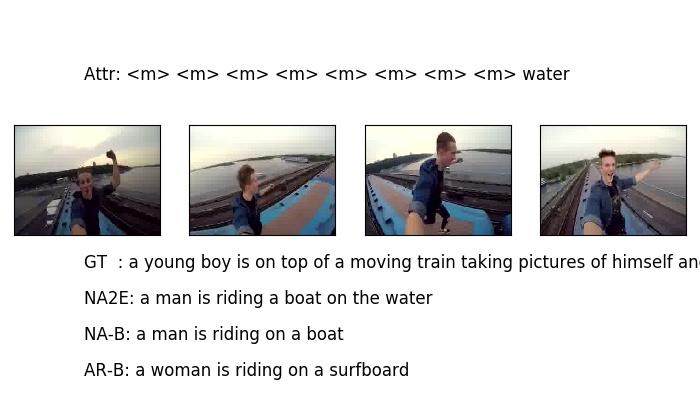 Attr: <m> <m> <m> <m> <m> <m> <m> <m> water
GT : a young boy is on top of a moving train taking pictures of himself an
NA2E: a man is riding a boat on the water
NA-B: a man is riding on a boat
AR-B: a woman is riding on a surfboard